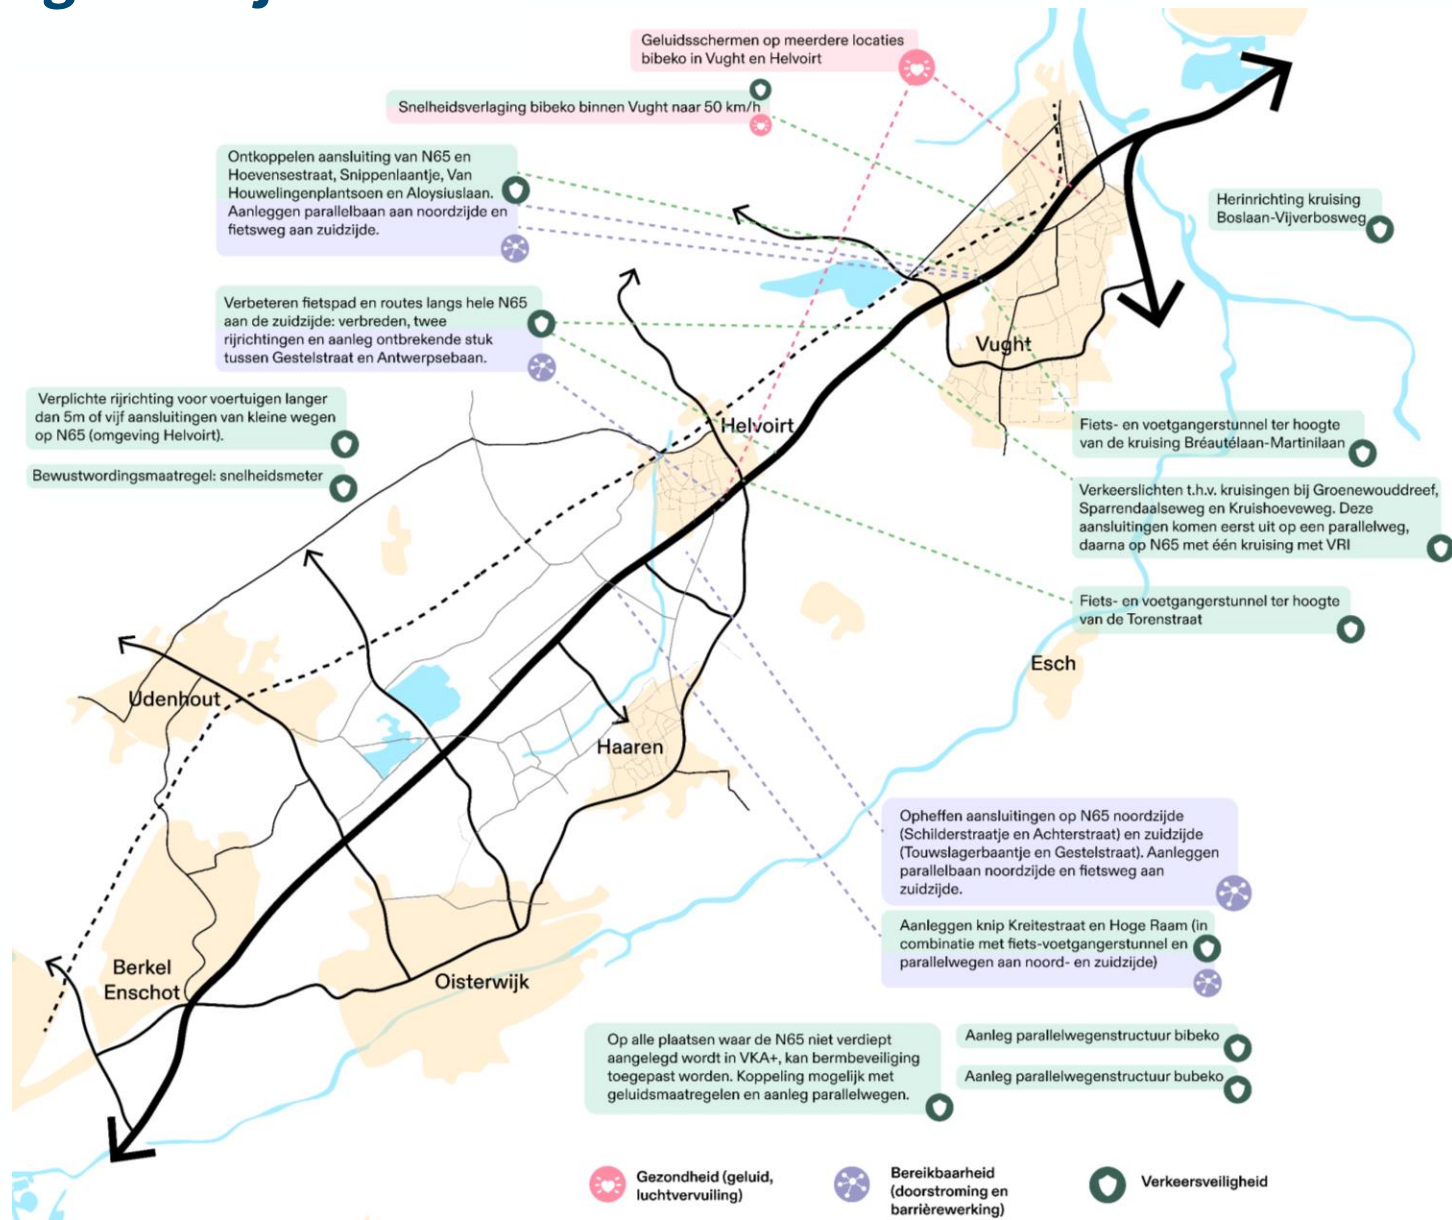 Geluidsschermen op meerdere locaties
bibeko in Vught en Helvoirt
Snelheidsverlaging bibeko binnen Vught naar 50 km/h
Ontkoppelen aansluiting van N65 en
Hoevensestraat, Snippenlaantje, Van
Houwelingenplantsoen en Aloysiuslaan.
Aanleggen parallelbaan aan noordzijde en
fietsweg aan zuidzijde.
Herinrichting kruising
Boslaan-Vijverbosweg
Verbeteren fietspad en routes langs hele N65
aan de zuidzijde: verbreden, twee
rijrichtingen en aanleg ontbrekende stuk
tussen Gestelstraat en Antwerpsebaan.
Vught
Verplichte rijrichting voor voertuigen langer
dan 5m of vijf aansluitingen van kleine wegen
op N65 (omgeving Helvoirt).
Helvoirt
Fiets- en voetgangerstunnel ter hoogte
van de kruising Bréautélaan-Martinilaan
Bewustwordingsmaatregel: snelheidsmeter
Verkeerslichten t.h.v. kruisingen bij Groenewouddreef,
Sparrendaalseweg en Kruishoeveweg. Deze
aansluitingen komen eerst uit op een parallelweg,
daarna op N65 met één kruising met VRI
Fiets- en voetgangerstunnel ter hoogte
van de Torenstraat
Esch
Udenhout
Haaren
Opheffen aansluitingen op N65 noordzijde
(Schilderstraatje en Achterstraat) en zuidzijde
(Touwslagerbaantje en Gestelstraat). Aanleggen
parallelbaan noordzijde en fietsweg aan
zuidzijde.
Aanleggen knip Kreitestraat en Hoge Raam (in
combinatie met fiets-voetgangerstunnel en
parallelwegen aan noord- en zuidzijde)
Berkel
Enschot
Oisterwijk
Op alle plaatsen waar de N65 niet verdiept
aangelegd wordt in VKA+, kan bermbeveiliging
toegepast worden. Koppeling mogelijk met
geluidsmaatregelen en aanleg parallelwegen.
Aanleg parallelwegenstructuur bibeko
Aanleg parallelwegenstructuur bubeko
Gezondheid (geluid,
luchtvervuiling)
Bereikbaarheid
(doorstroming en
barrièrewerking)
Verkeersveiligheid